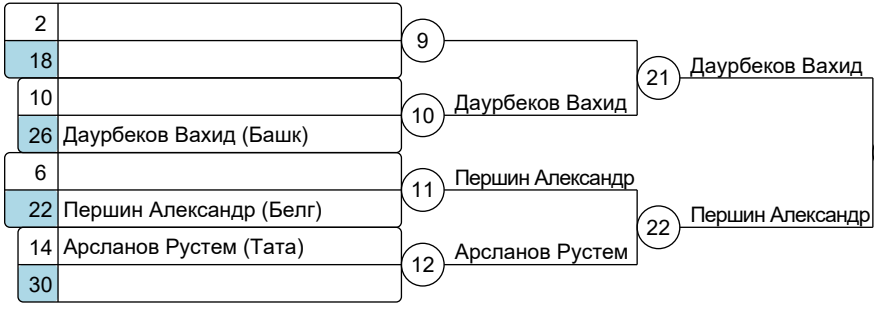 2
9
18
21 Даурбеков Вахид
10
10 Даурбеков Вахид
26 Даурбеков Вахид (Башк)
6
11 Першин Александр
22 Першин Александр (Белг)
22 Першин Александр
14 Арсланов Рустем (Тата)
12 Арсланов Рустем
30